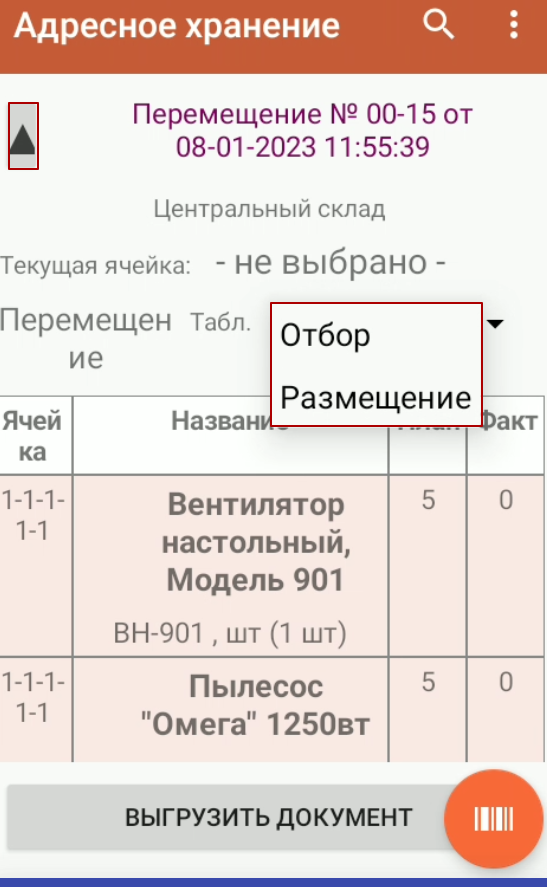 Адресное хранение
Перемещение № 00-15 от
08-01-2023 11:55:39
Центральный склад
Текущая ячейка: - не выбрано -
Перемещен
ие
Табл.
Отбор
Размещение
Ячей
ка
Название
Факт
1-1-1-
1-1
Вентилятор
настольный,
Модель 901
ВН-901 , шт (1 шт)
5
0
1-1-1-
1-1
Пылесос
"Омега" 1250вт
5
0
ВЫГРУЗИТЬ ДОКУМЕНТ